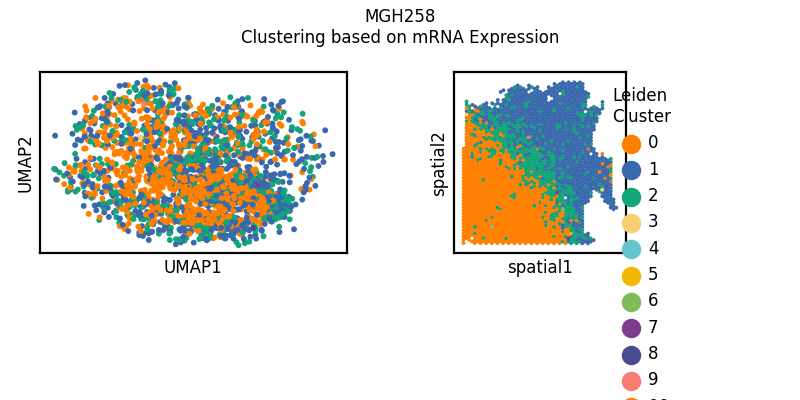 MGH258
Clustering based on mRNA Expression
UMAP2
UMAP1
spatial2
spatial1
Leiden
Cluster
0
1
2
3
4
5
6
7
8
9